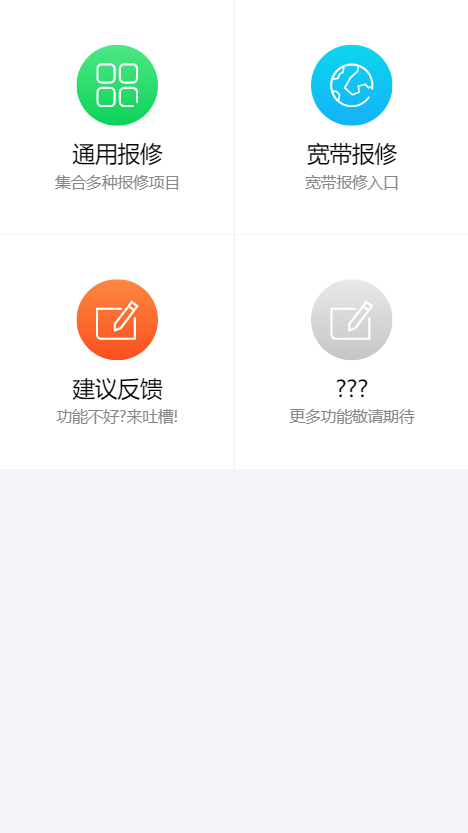 通用报修
集合多种报修项目
宽带报修
宽带报修入口
建议反馈
功能不好?来吐槽!
???
更多功能敬请期待